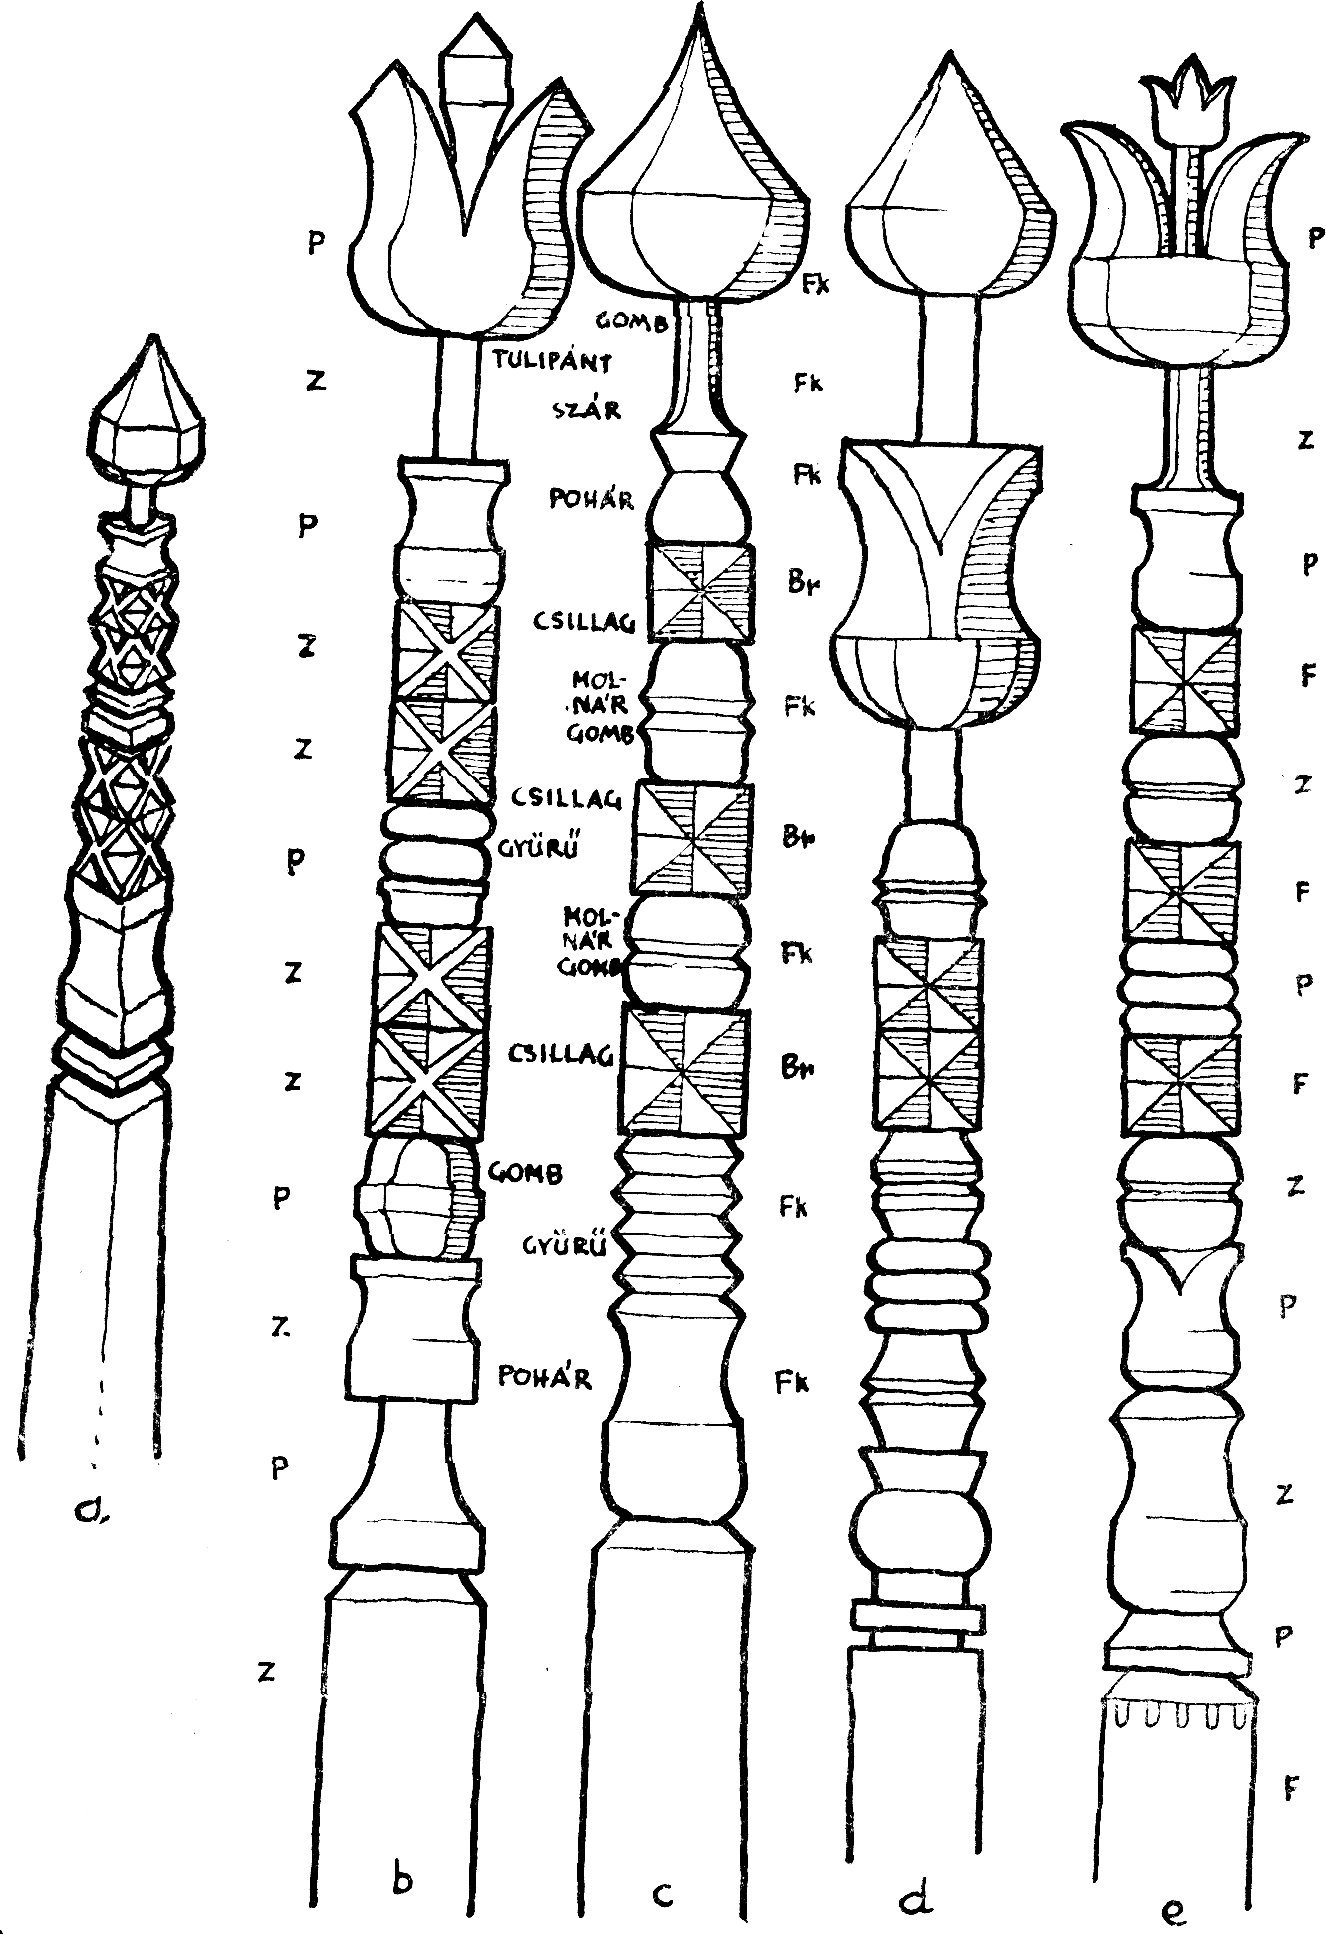 P
Z
P
Z
Z
P
Z
Z
P
Z
P
Z
TULIPÁNT
SZÁR
POHÁR
CSILLAG
CSILLAG
GYŰRŰ
CSILLAG
GOMB
GYŰRŰ
POHÁR
GOMB
MOL-
NÁR
GOMB
MOL-
NÁR
GOMB
Fk
Fk
Fk
Br
Fk
Br
Fk
Br
Fk
Fk
P
Z
P
F
Z
F
P
F
Z
P
Z
P
F
a.
b
c
d
e